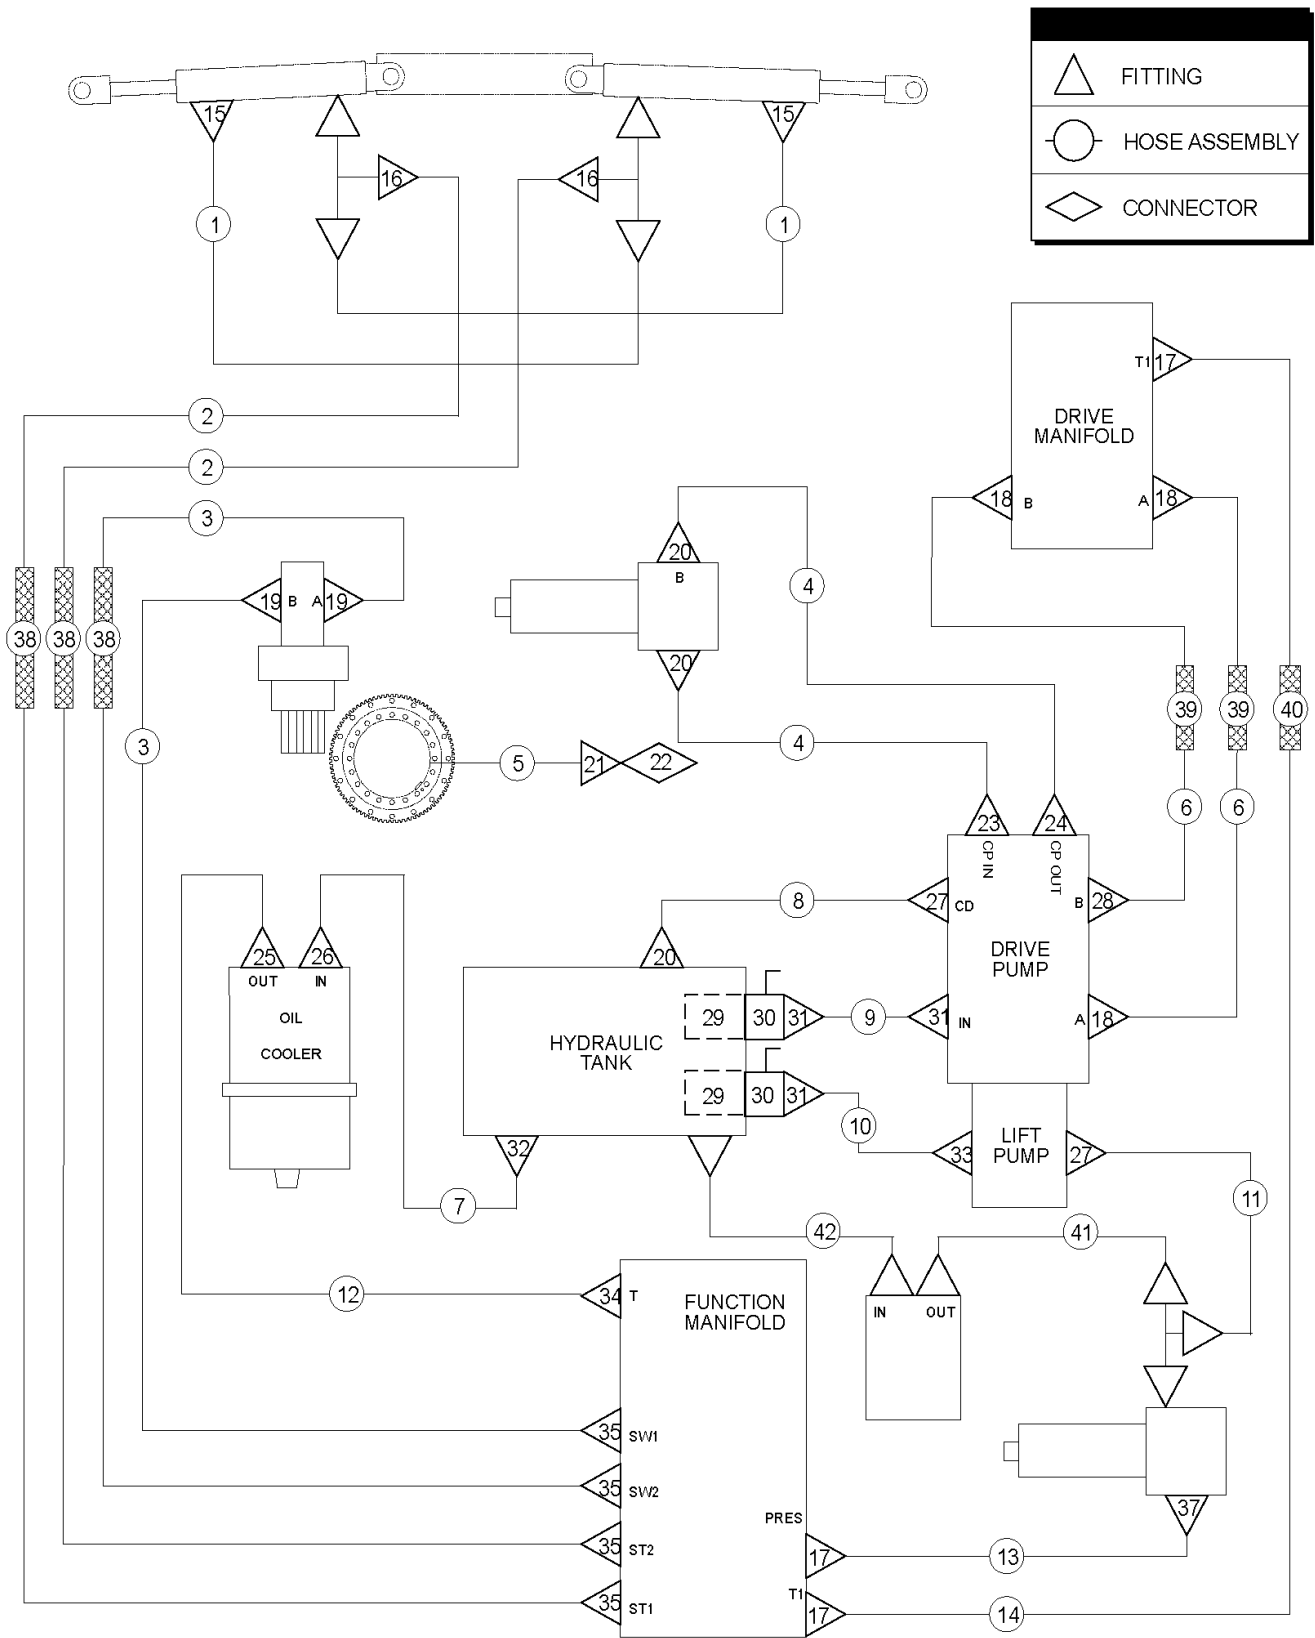 FITTING
HOSE ASSEMBLY
CONNECTOR
15
15
16
16
1
1
T1
17
DRIVE
MANIFOLD
2
2
18
B
A
18
3
20
B
4
19
B
A
19
38
38
38
20
39
39
40
3
4
5
21
22
6
6
23
24
CP IN
CP OUT
8
27
CD
B
28
25
26
20
OUT
IN
DRIVE
PUMP
OIL
COOLER
29
30
31
9
31
IN
A
18
HYDRAULIC
TANK
29
30
31
10
32
33
LIFT
PUMP
27
7
11
42
41
12
34
T
FUNCTION
MANIFOLD
IN
OUT
35
SW1
35
SW2
PRES
37
35
ST2
17
13
35
ST1
T1
17
14